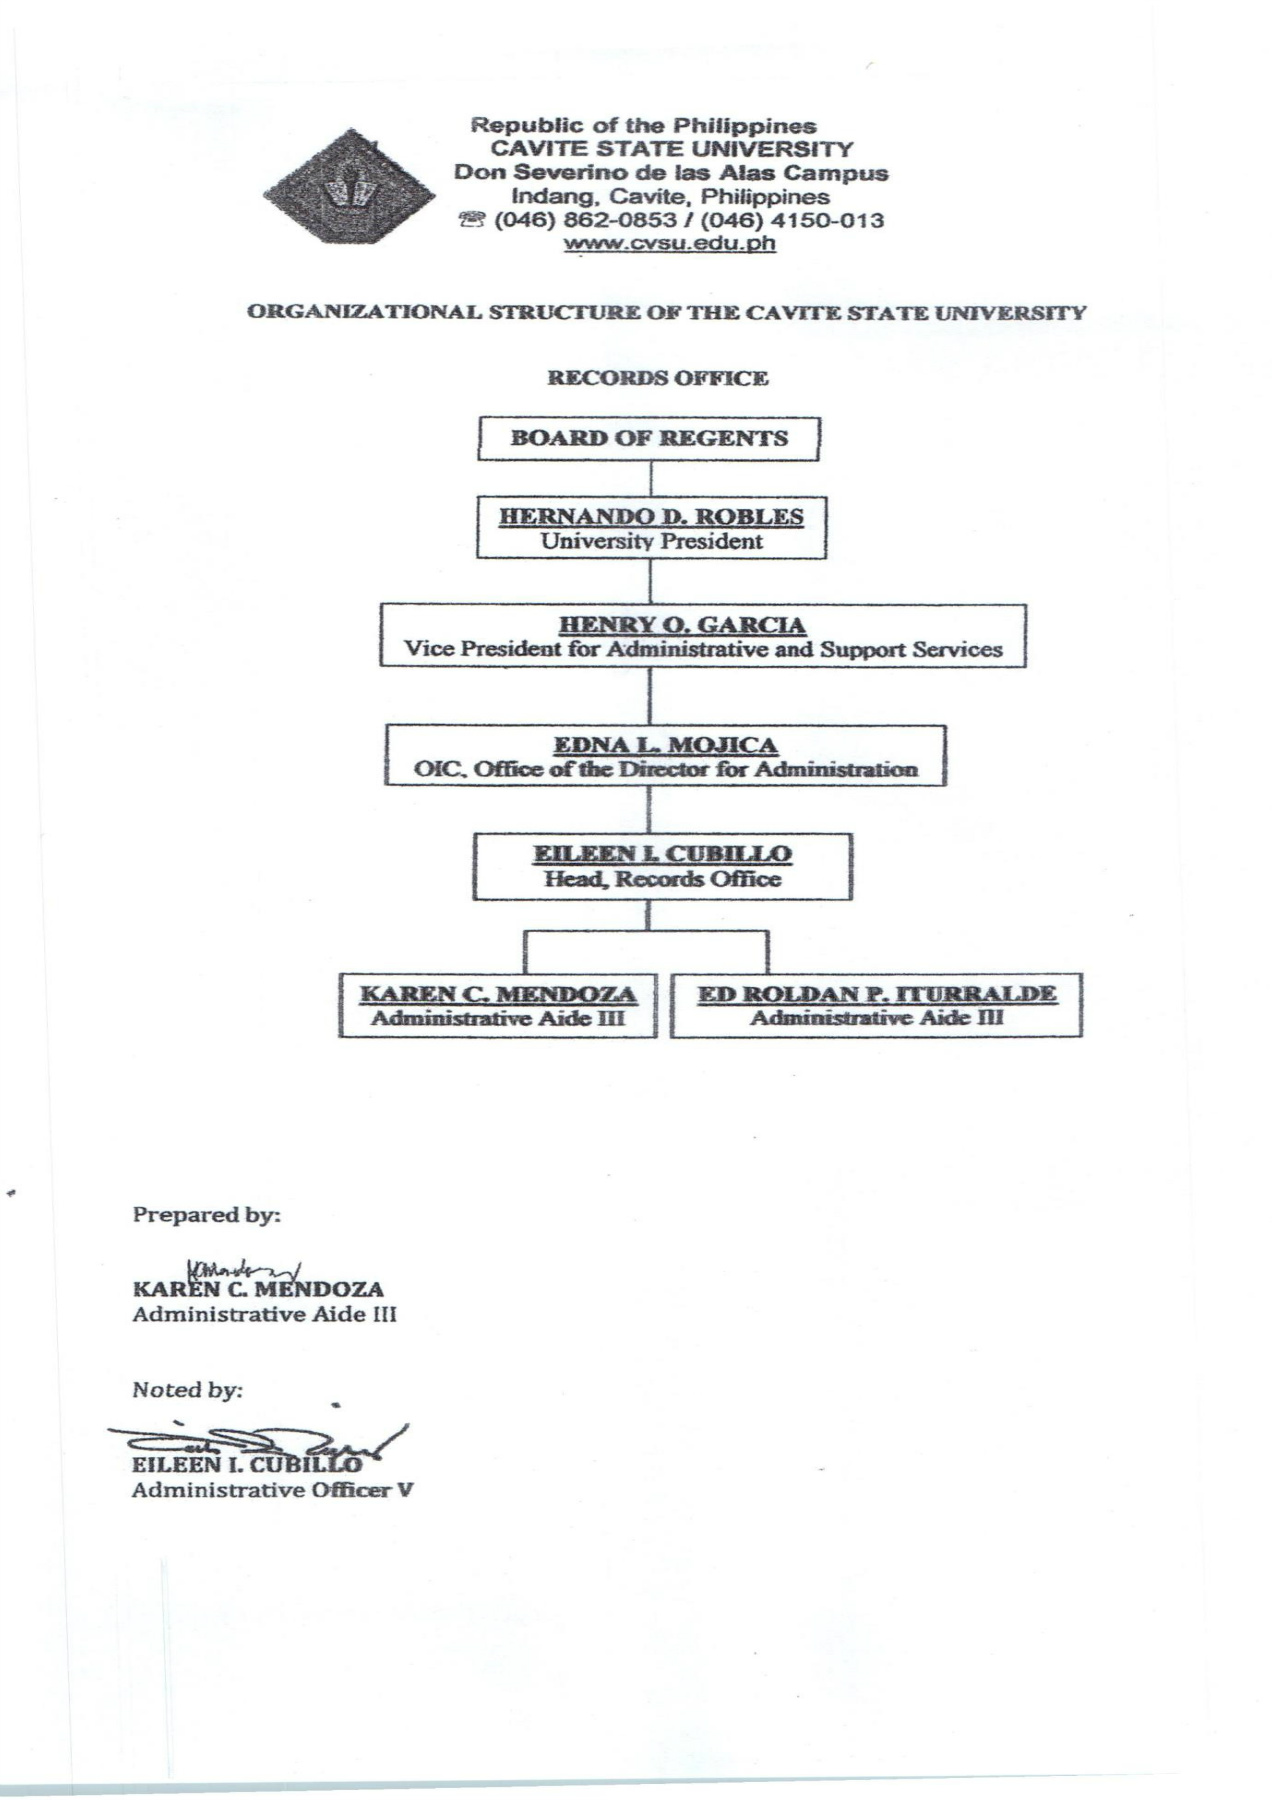 Republic of the Philippines
CAVITE STATE UNIVERSITY
Don Severino de las Alas Campus
Indang, Cavite, Philippines
☏ (046) 862-0853 / (046) 4150-013
www.cvsu.edu.ph
ORGANIZATIONAL STRUCTURE OF THE CAVITE STATE UNIVERSITY
RECORDS OFFICE
BOARD OF REGENTS
HERNANDO D. ROBLES
University President
HENRY O. GARCIA
Vice President for Administrative and Support Services
EDNA L. MOJICA
OIC, Office of the Director for Administration
EILEEN I. CUBILLO
Head, Records Office
KAREN C. MENDOZA
Administrative Aide III
ED ROLDAN P. ITURRALDE
Administrative Aide III
Prepared by:
KAREN C. MENDOZA
Administrative Aide III
Noted by:
EILEEN I. CUBILLO
Administrative Officer V